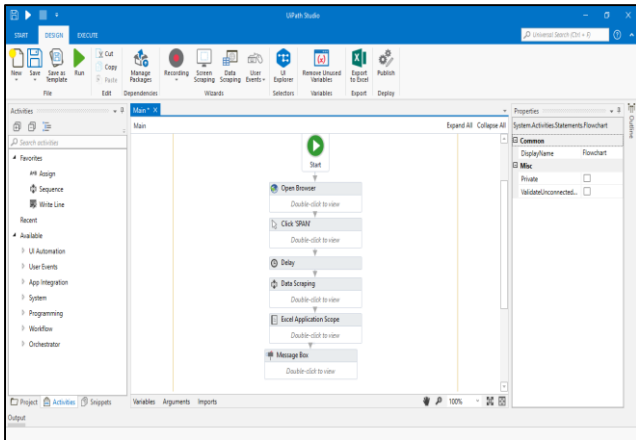 UiPath Studio
START DESIGN EXECUTE
Universal Search (Ctrl + F)
New Save Save as Template Run
Cut
Copy
Paste
Manage Packages
Recording Screen Scraping Data Scraping User Events
UI Explorer
Remove Unused Variables
Export to Excel
Publish
File Edit Dependencies Wizards Selectors Variables Export Deploy
Activities
Main* X
Properties
Outline
Main
Expand All Collapse All
System.Activities.Statements.Flowchart
Search activities
Common
DisplayName Flowchart
Misc
Private
ValidateUnconnected...
Favorites
Assign
Sequence
Write Line
Recent
Available
UI Automation
User Events
App Integration
System
Programming
Workflow
Orchestrator
Start
Open Browser
Double-click to view
Click 'SPAN'
Double-click to view
Delay
Data Scraping
Double-click to view
Excel Application Scope
Double-click to view
Message Box
Double-click to view
Project Activities Snippets
Variables Arguments Imports
100%
Output